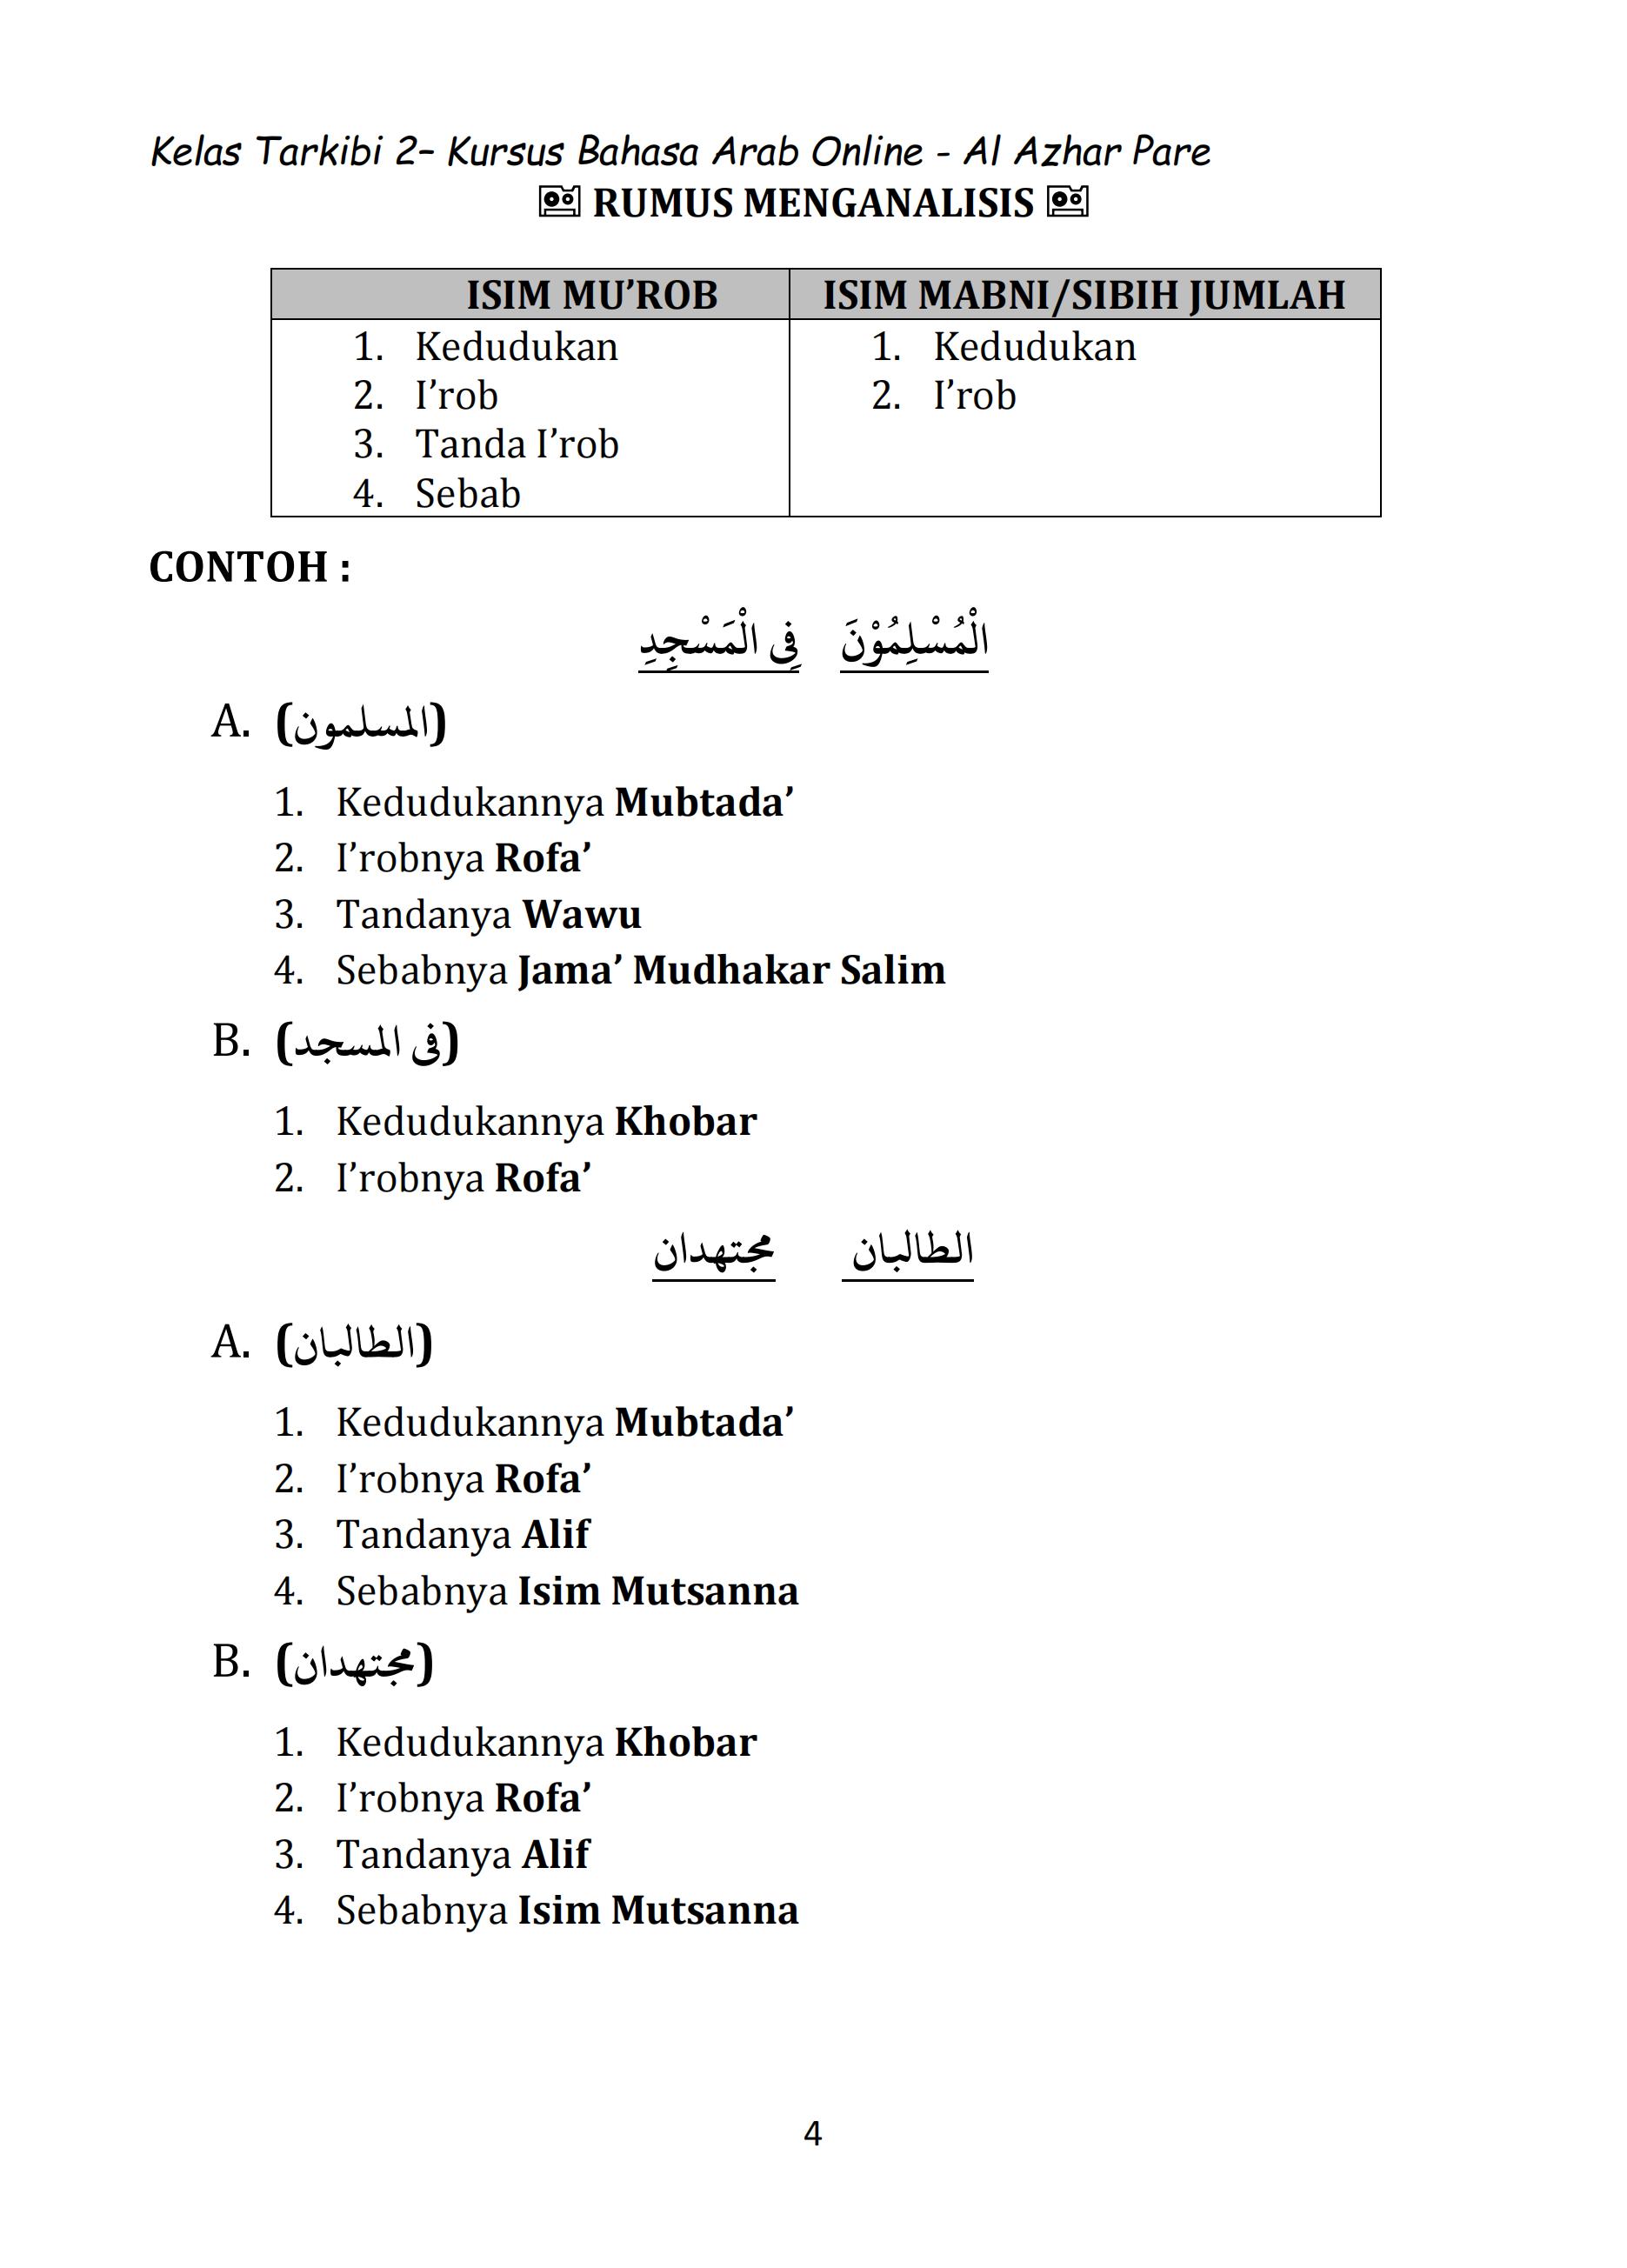 Kelas Tarkibi 2– Kursus Bahasa Arab Online - Al Azhar Pare
RUMUS MENGANALISIS
ISIM MU’ROB
1. Kedudukan
2. I’rob
3. Tanda I’rob
4. Sebab
ISIM MABNI/SIBIH JUMLAH
1. Kedudukan
2. I’rob
CONTOH :
الْمُسْلِمُوْنَ فِى الْمَسْجِدِ
A. (المسلمون)
1. Kedudukannya Mubtada’
2. I’robnya Rofa’
3. Tandanya Wawu
4. Sebabnya Jama’ Mudhakar Salim
B. (فى المسجد)
1. Kedudukannya Khobar
2. I’robnya Rofa’
الطالبان مجتهدان
A. (الطالبان)
1. Kedudukannya Mubtada’
2. I’robnya Rofa’
3. Tandanya Alif
4. Sebabnya Isim Mutsanna
B. (مجتهدان)
1. Kedudukannya Khobar
2. I’robnya Rofa’
3. Tandanya Alif
4. Sebabnya Isim Mutsanna
4